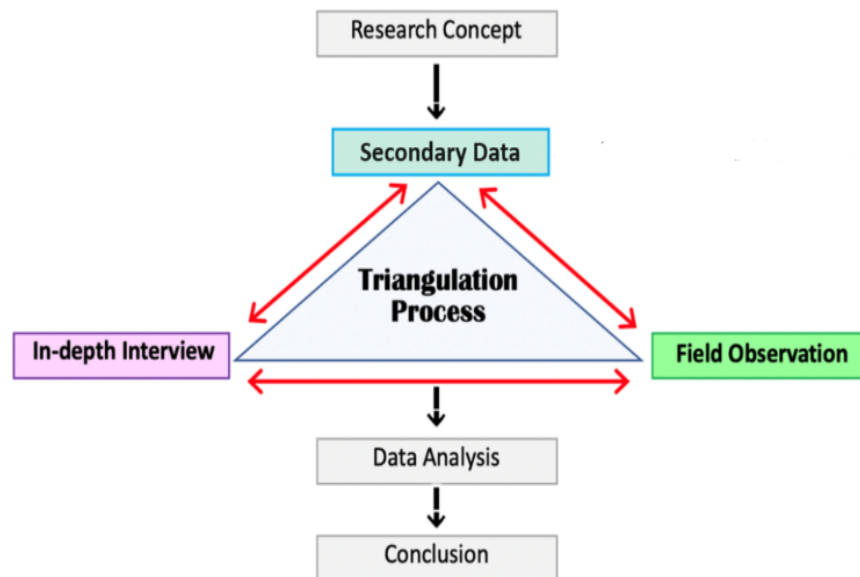 Research Concept
Secondary Data
Triangulation
Process
In-depth Interview
Field Observation
Data Analysis
Conclusion